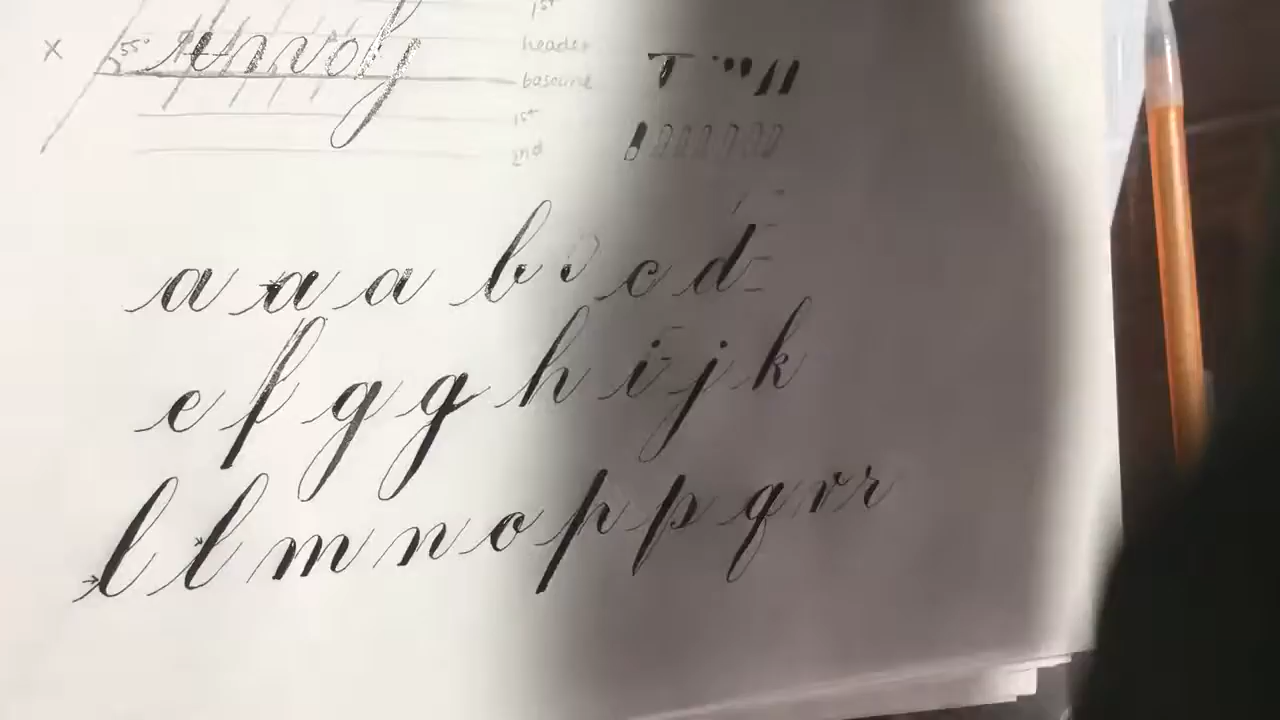 1st
header
x 55°
baseline
1st
2nd
a a a b v c d
e f g g h i j k
l l m n o p p q v r